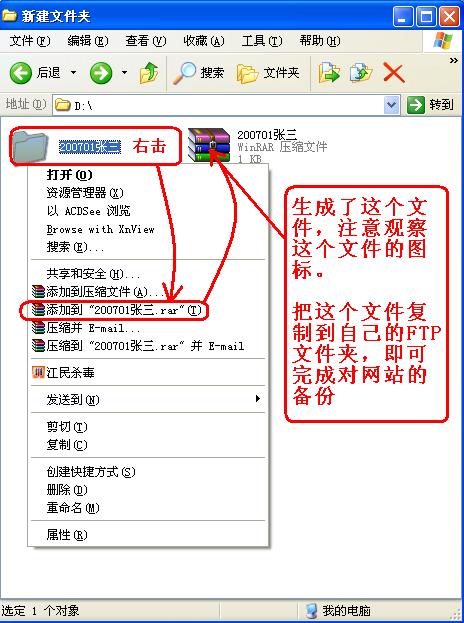 新建文件夹
文件(F) 编辑(E) 查看(V) 收藏(A) 工具(T) 帮助(H)
后退 搜索 文件夹
地址(D) D:\ 转到
200701张三 右击
200701张三
WinRAR 压缩文件
1 KB
打开(O)
资源管理器(X)
以 ACDSee 浏览
Browse with XnView
搜索(E)...
共享和安全(H)...
添加到压缩文件(A)...
添加到 "200701张三.rar"(T)
压缩并 E-mail...
压缩到 "200701张三.rar" 并 E-mail
江民杀毒
发送到(N)
剪切(T)
复制(C)
创建快捷方式(S)
删除(D)
重命名(M)
属性(R)
生成了这个文
件，注意观察
这个文件的图
标。
把这个文件复
制到自己的FTP
文件夹，即可
完成对网站的
备份
选定 1 个对象 我的电脑